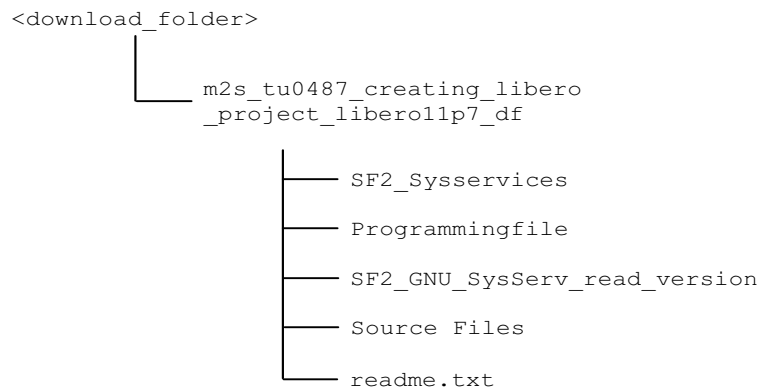 <download_folder>
m2s_tu0487_creating_libero
_project_libero11p7_df
SF2_Sysservices
Programmingfile
SF2_GNU_SysServ_read_version
Source Files
readme.txt